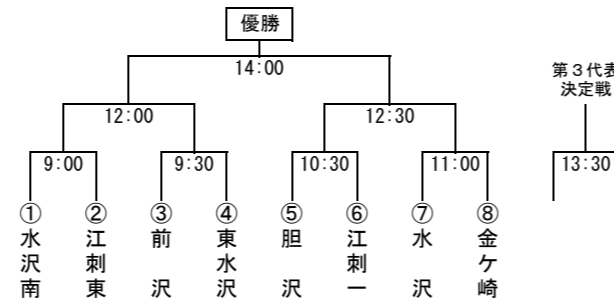 優勝
14:00
第３代表
決定戦
12:00
12:30
9:00
9:30
10:30
11:00
13:30
①水沢南
②江刺東
③前沢
④東水沢
⑤胆沢
⑥江刺一
⑦水沢
⑧金ケ崎